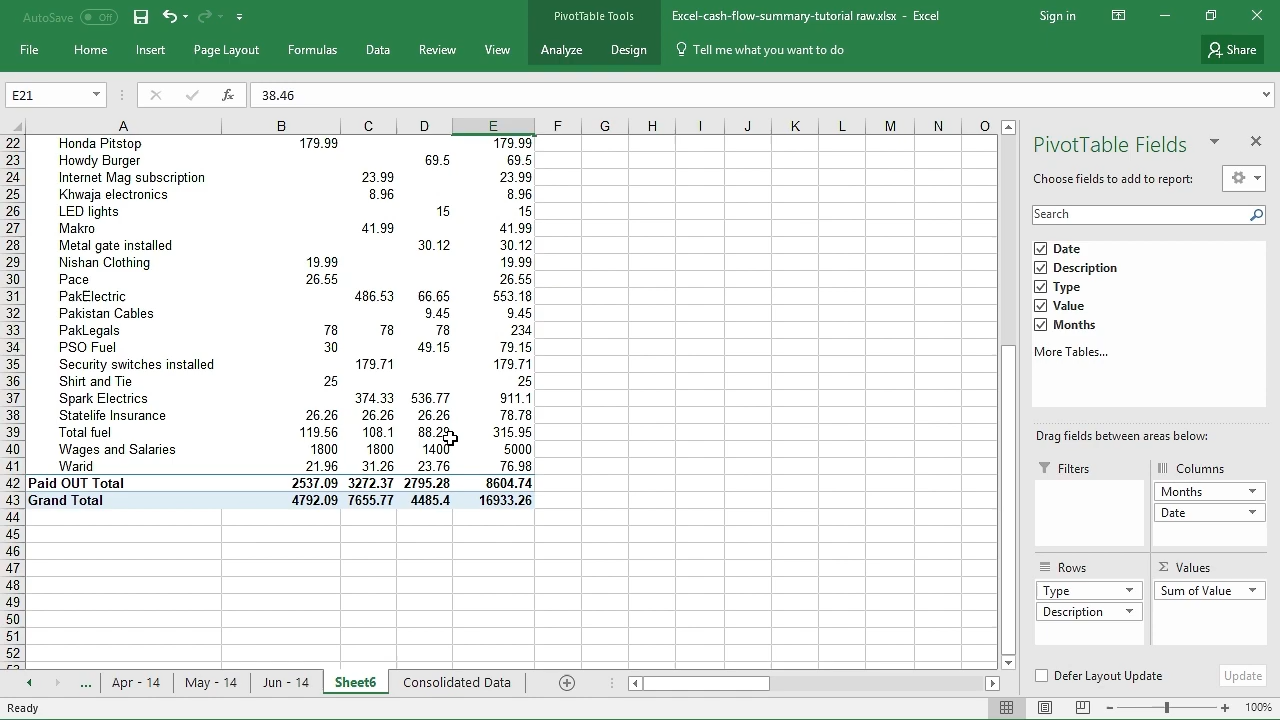 AutoSave Off
PivotTable Tools
Excel-cash-flow-summary-tutorial raw.xlsx - Excel
Sign in
File Home Insert Page Layout Formulas Data Review View Analyze Design Tell me what you want to do Share
E21 fx 38.46
A B C D E F G H I J K L M N O
22 Honda Pitstop 179.99 179.99
23 Howdy Burger 69.5 69.5
24 Internet Mag subscription 23.99 23.99
25 Khwaja electronics 8.96 8.96
26 LED lights 15 15
27 Makro 41.99 41.99
28 Metal gate installed 30.12 30.12
29 Nishan Clothing 19.99 19.99
30 Pace 26.55 26.55
31 PakElectric 486.53 66.65 553.18
32 Pakistan Cables 9.45 9.45
33 PakLegals 78 78 78 234
34 PSO Fuel 30 49.15 79.15
35 Security switches installed 179.71 179.71
36 Shirt and Tie 25 25
37 Spark Electrics 374.33 536.77 911.1
38 Statelife Insurance 26.26 26.26 26.26 78.78
39 Total fuel 119.56 108.1 88.29 315.95
40 Wages and Salaries 1800 1800 1400 5000
41 Warid 21.96 31.26 23.76 76.98
42 Paid OUT Total 2537.09 3272.37 2795.28 8604.74
43 Grand Total 4792.09 7655.77 4485.4 16933.26
44
45
46
47
48
49
50
51
52
PivotTable Fields
Choose fields to add to report:
Search
Date
Description
Type
Value
Months
More Tables...
Drag fields between areas below:
Filters
Columns
Months
Date
Rows
Type
Description
Σ Values
Sum of Value
Defer Layout Update Update
... Apr - 14 May - 14 Jun - 14 Sheet6 Consolidated Data
Ready
100%